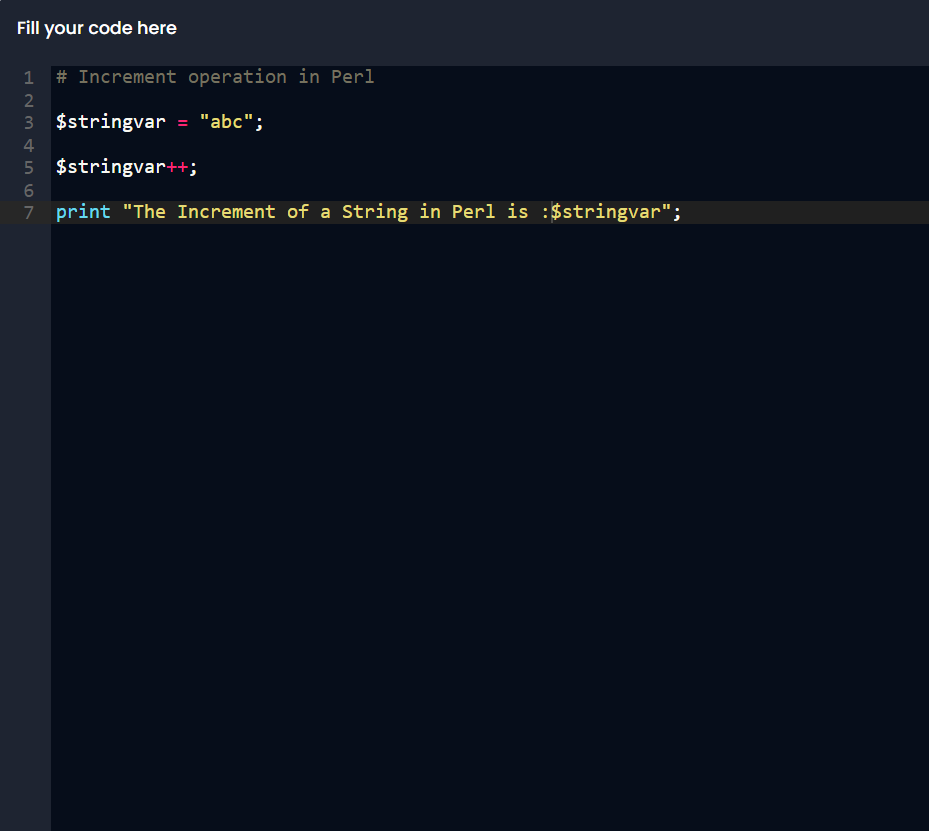 Fill your code here
1 # Increment operation in Perl
2
3 $stringvar = "abc";
4
5 $stringvar++;
6
7 print "The Increment of a String in Perl is :$stringvar";